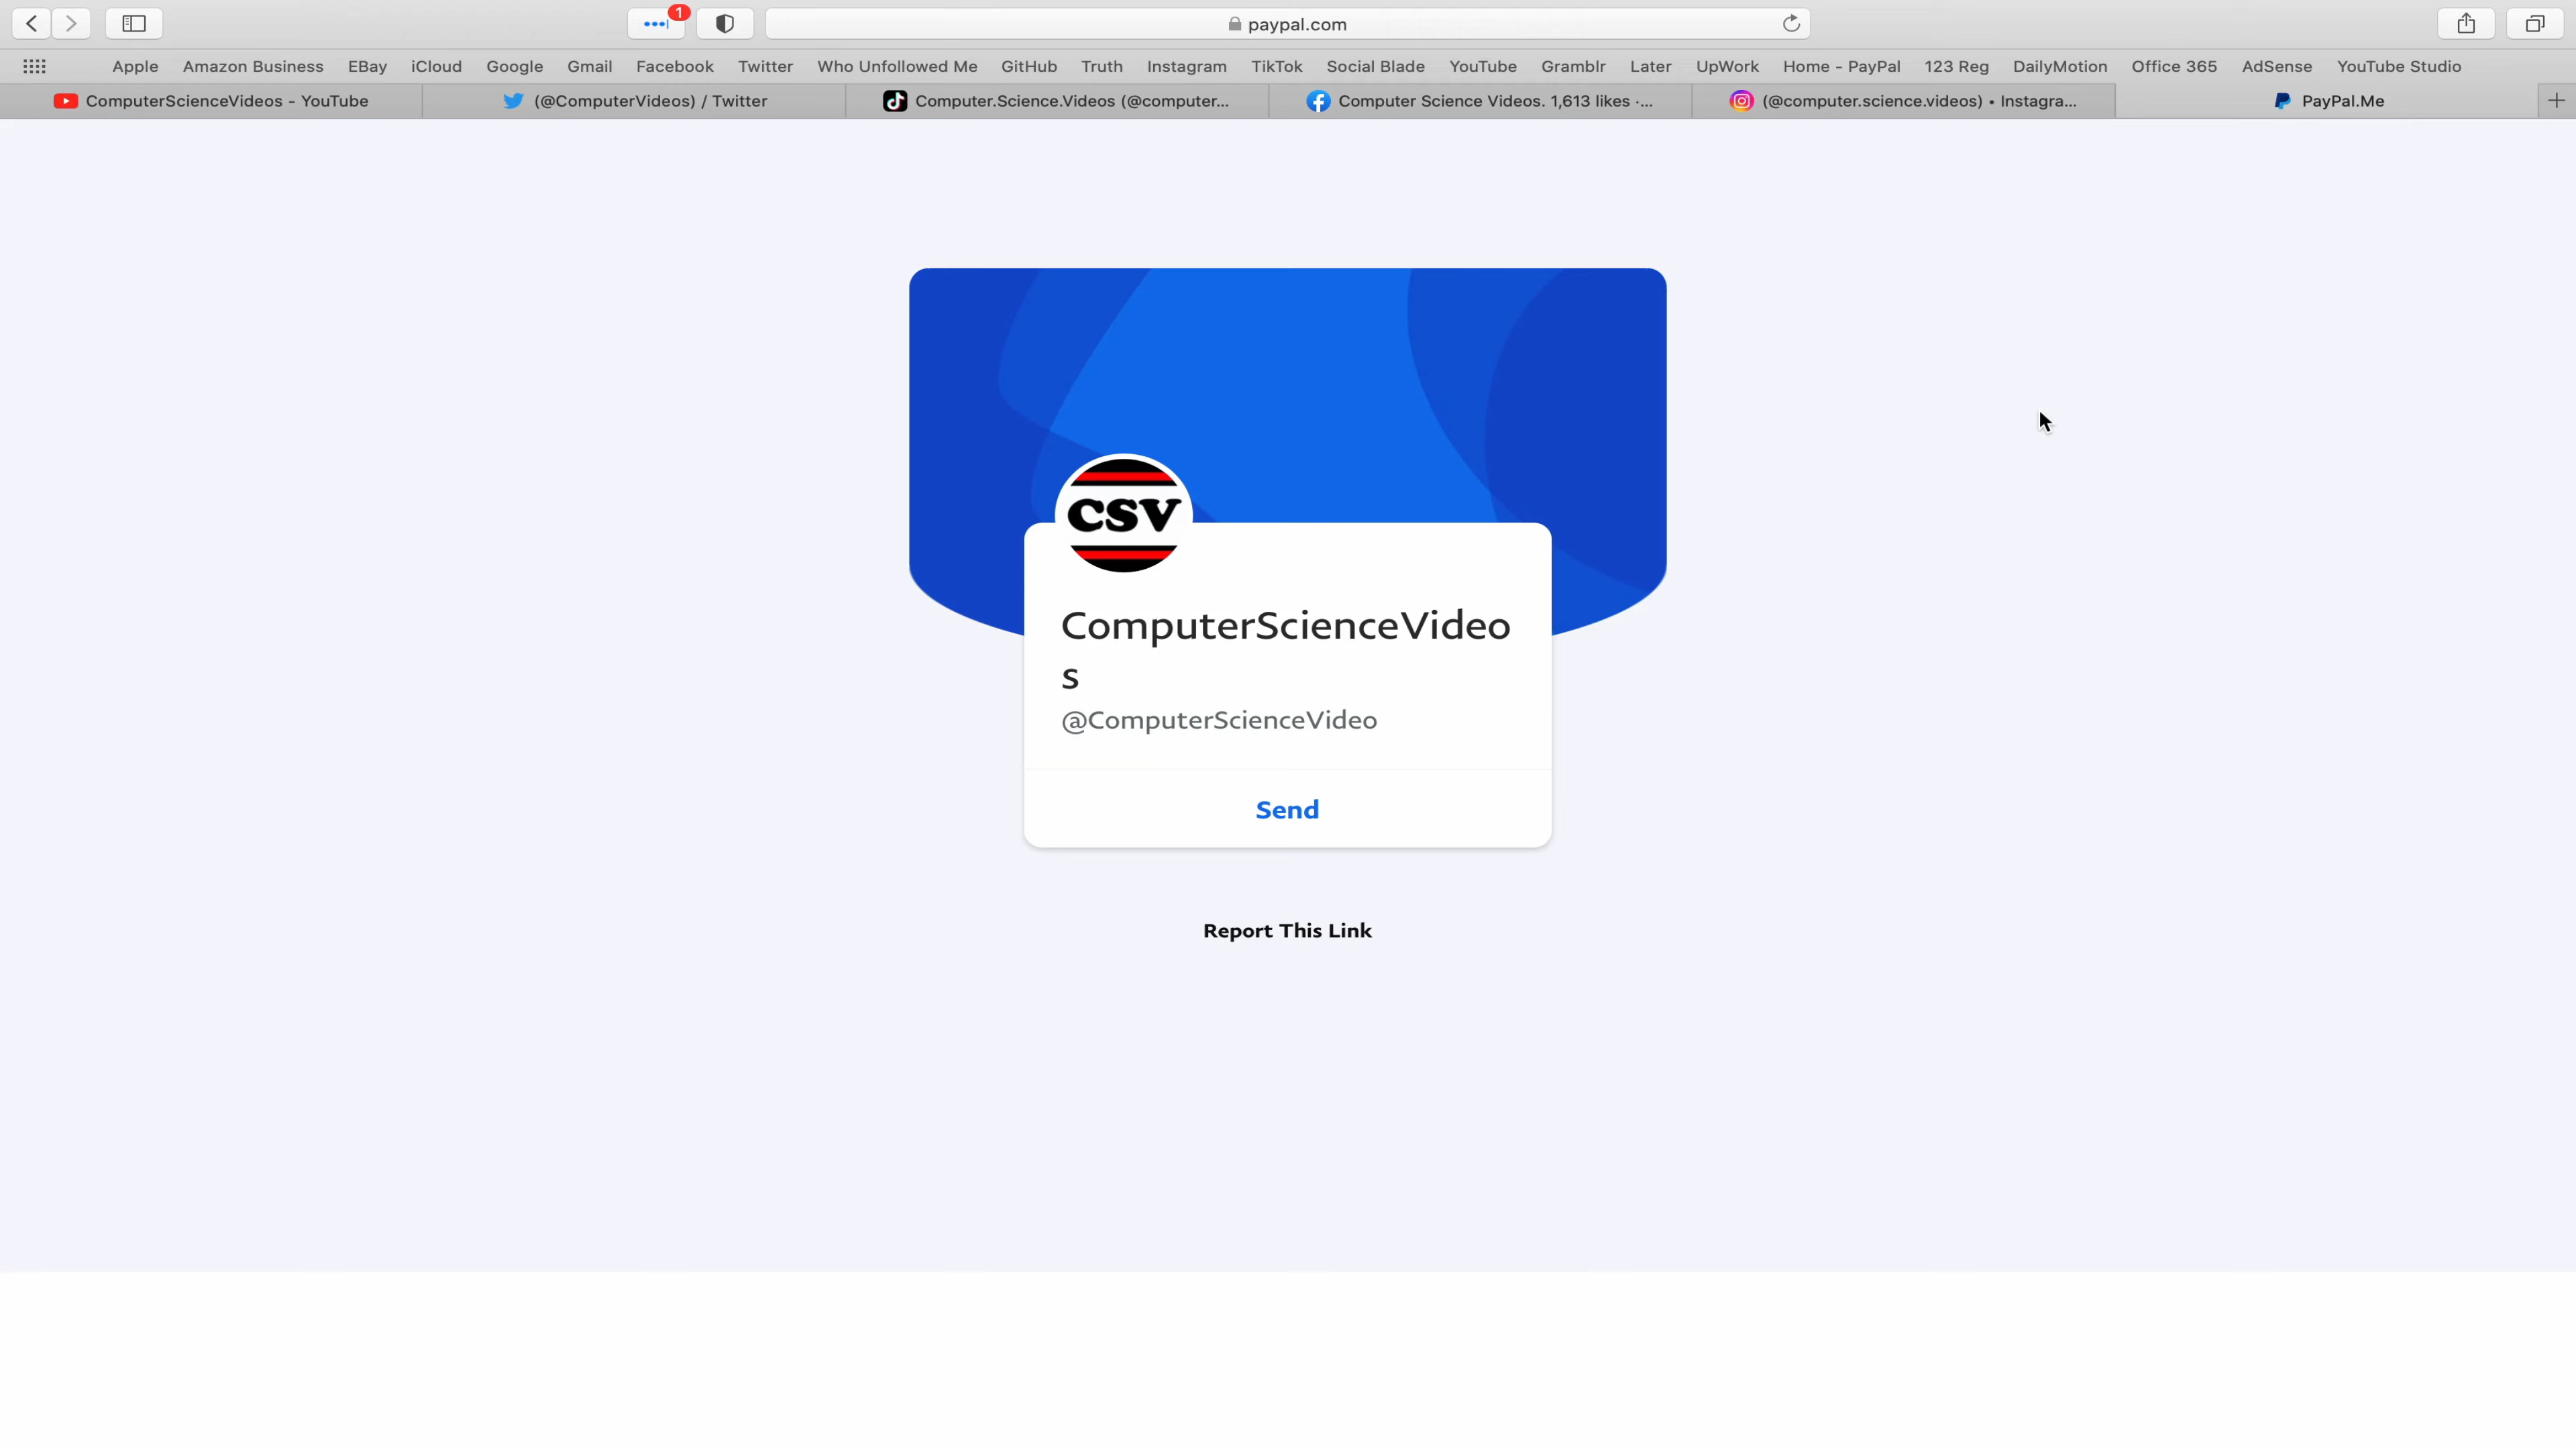 1
paypal.com
Apple Amazon Business EBay iCloud Google Gmail Facebook Twitter Who Unfollowed Me GitHub Truth Instagram TikTok Social Blade YouTube Gramblr Later UpWork Home - PayPal 123 Reg DailyMotion Office 365 AdSense YouTube Studio
ComputerScienceVideos - YouTube (@ComputerVideos) / Twitter Computer.Science.Videos (@computer... Computer Science Videos. 1,613 likes ·... (@computer.science.videos) • Instagra... PayPal.Me
CSV
ComputerScienceVideo
s
@ComputerScienceVideo
Send
Report This Link